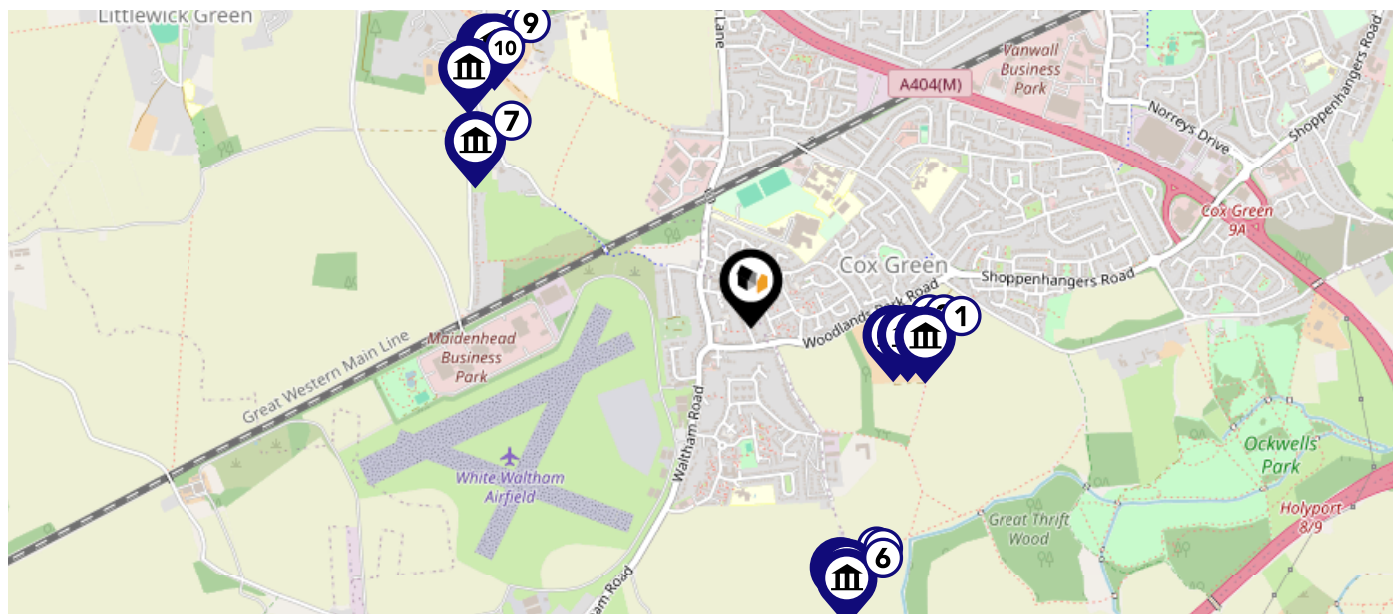 Littlewick Green
9
10
7
Lane
A404(M)
Vanwall
Business
Park
Norreys Drive
Shoppenhangers Road
Cox Green
9A
Cox Green
Shoppenhangers Road
Woodlands Park Road
1
Maidenhead
Business
Park
Great Western Main Line
Waltham Road
White Waltham
Airfield
Ockwells
Park
Great Thrift
Wood
Holyport
8/9
6
am Road